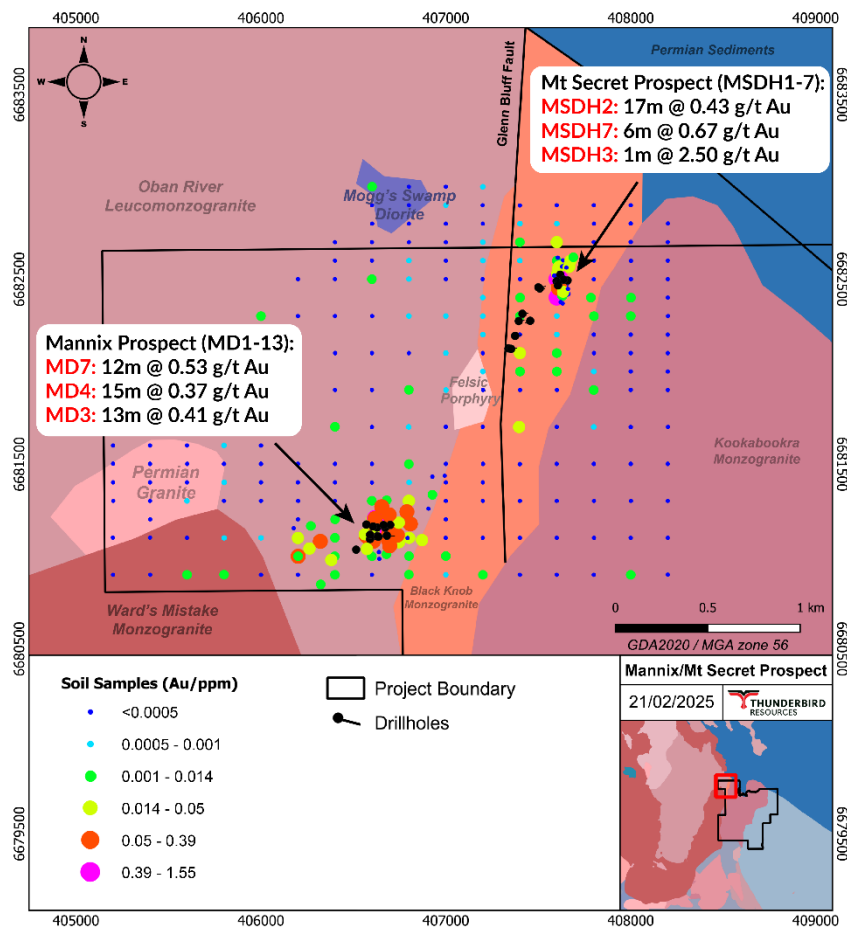 405000 406000 407000 408000 409000
6683500
6682500
6681500
6680500
6679500
6683500
6682500
6681500
6680500
6679500
N
W E
S
Permian Sediments
Glenn Bluff Fault
Mt Secret Prospect (MSDH1-7):
MSDH2: 17m @ 0.43 g/t Au
MSDH7: 6m @ 0.67 g/t Au
MSDH3: 1m @ 2.50 g/t Au
Oban River
Leucomonzogranite
Mogg's Swamp
Diorite
Mannix Prospect (MD1-13):
MD7: 12m @ 0.53 g/t Au
MD4: 15m @ 0.37 g/t Au
MD3: 13m @ 0.41 g/t Au
Felsic
Porphyry
Kookabookra
Monzogranite
Permian
Granite
Black Knob
Monzogranite
Ward's Mistake
Monzogranite
0 0.5 1 km
GDA2020 / MGA zone 56
Soil Samples (Au/ppm)
<0.0005
0.0005 - 0.001
0.001 - 0.014
0.014 - 0.05
0.05 - 0.39
0.39 - 1.55
Project Boundary
Drillholes
Mannix/Mt Secret Prospect
21/02/2025
THUNDERBIRD
RESOURCES
405000 406000 407000 408000 409000